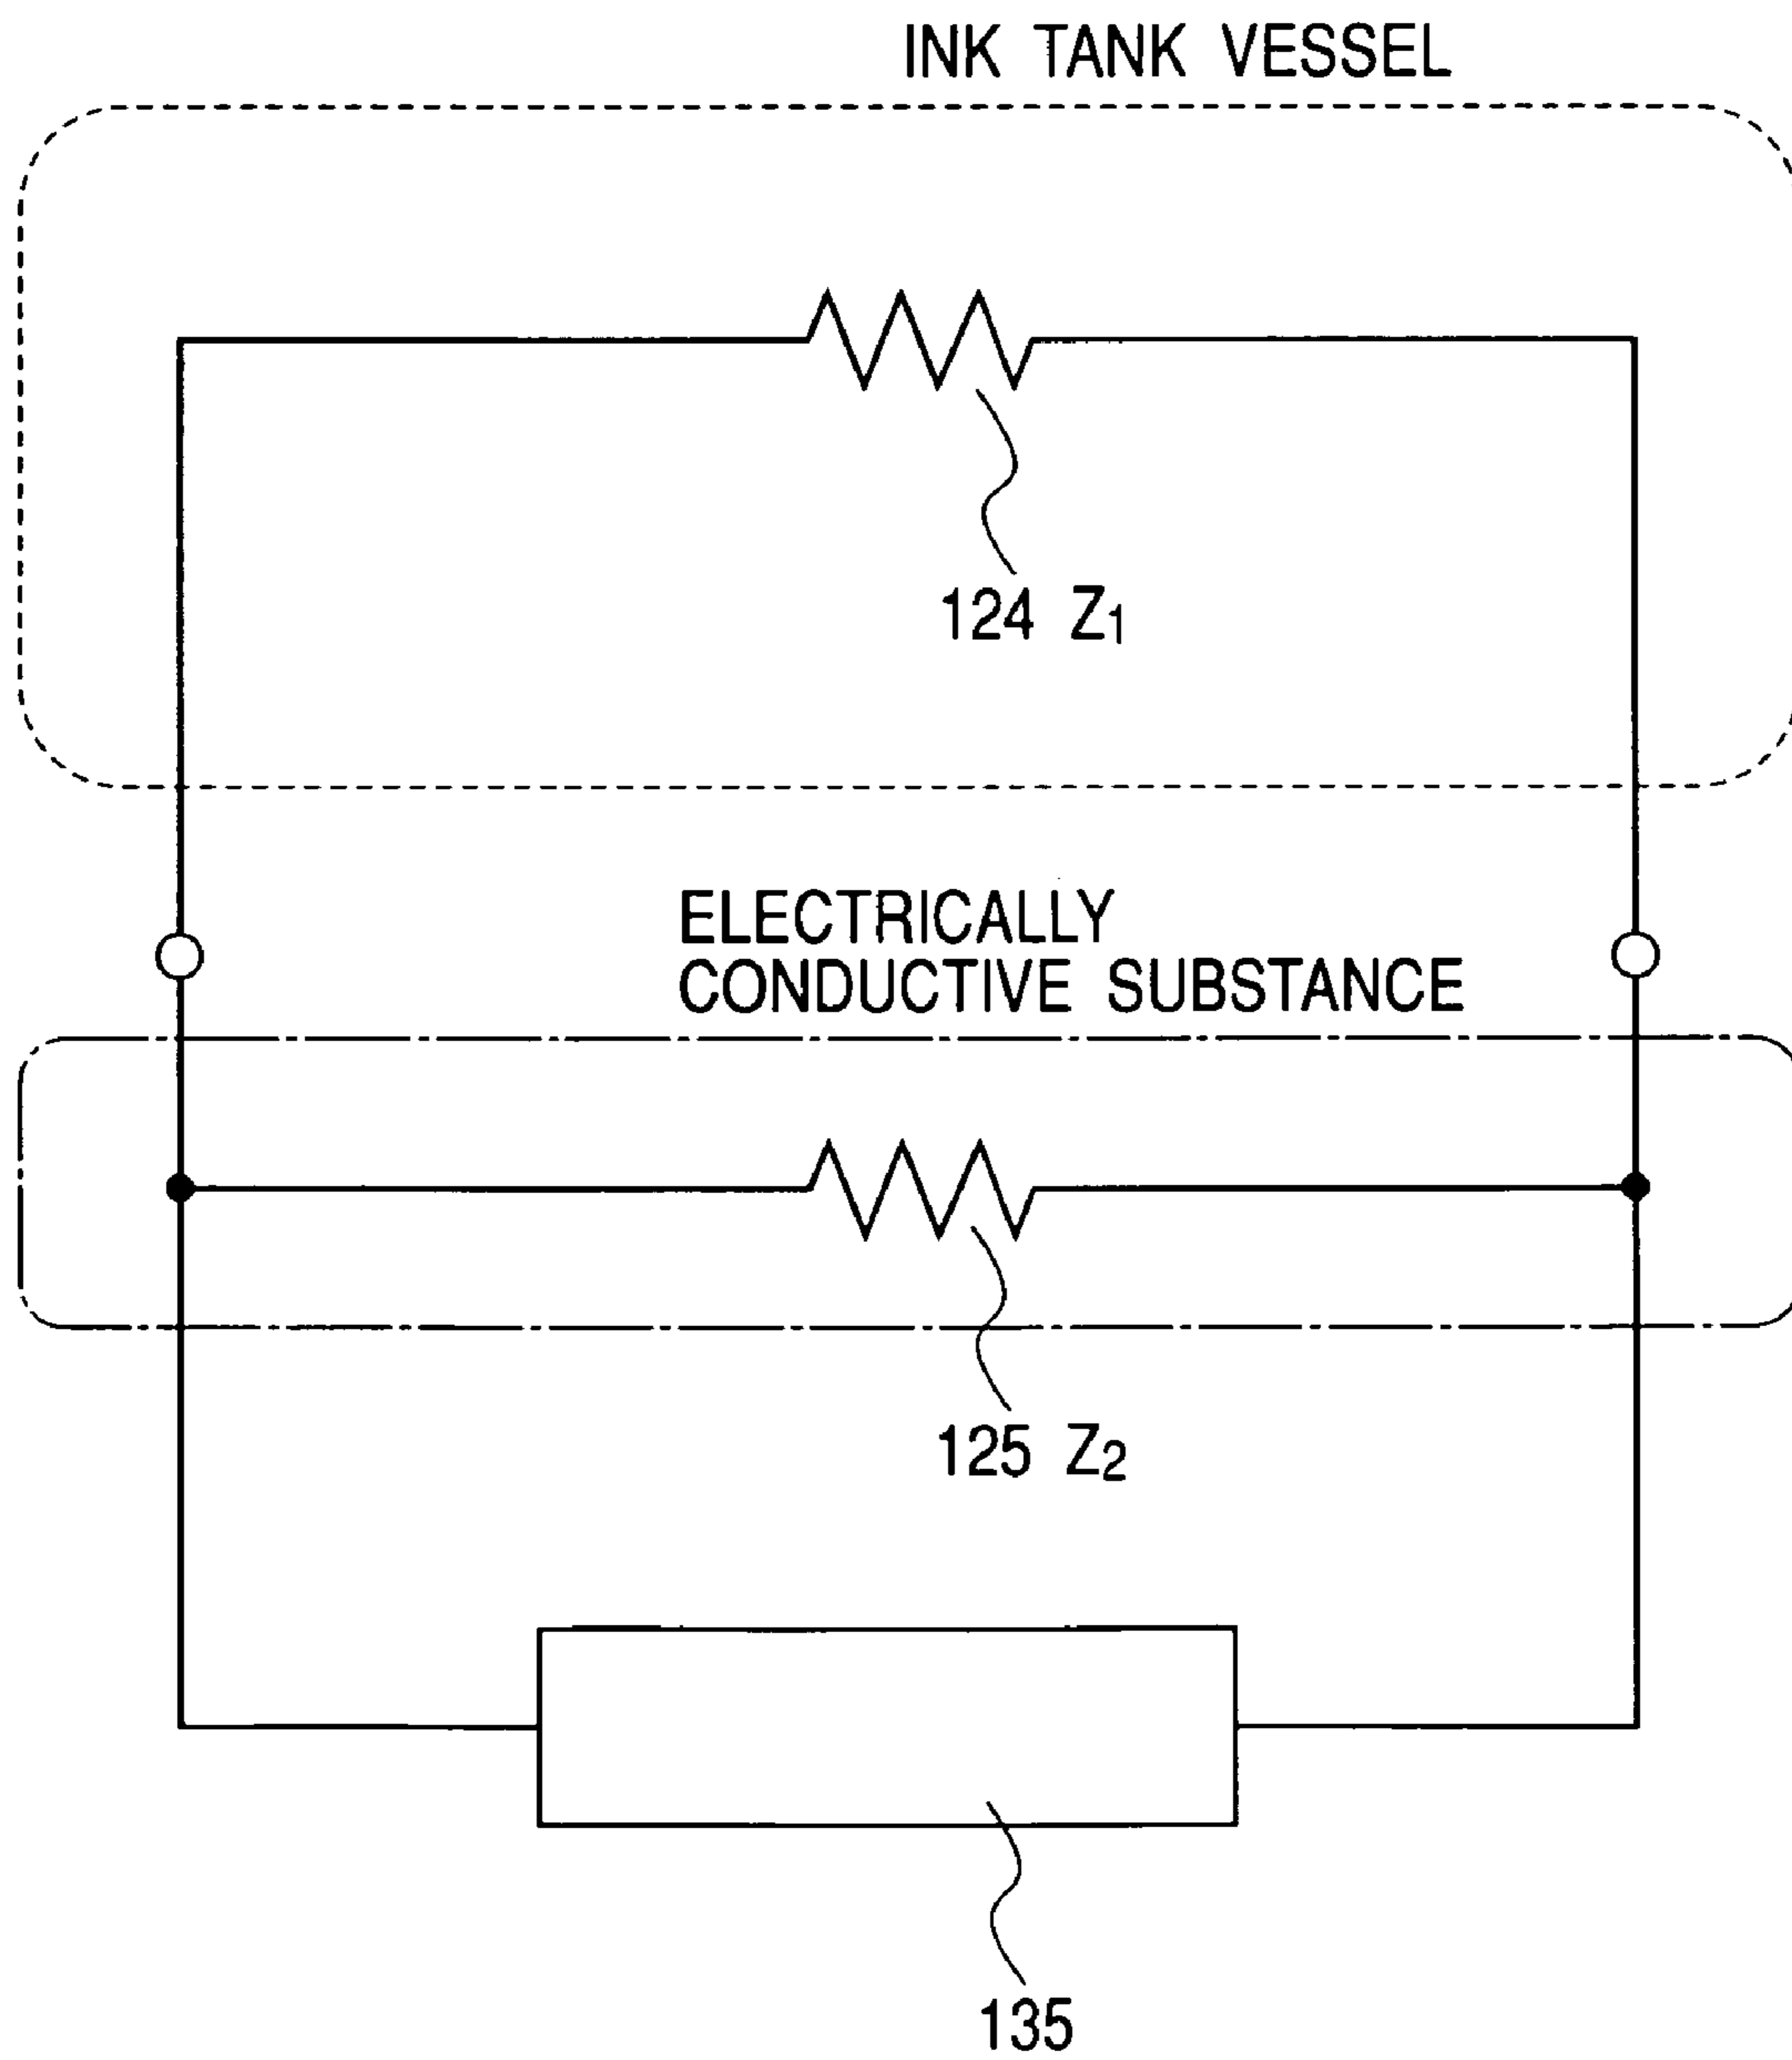 INK TANK VESSEL
124 Z1
ELECTRICALLY
CONDUCTIVE SUBSTANCE
125 Z2
135